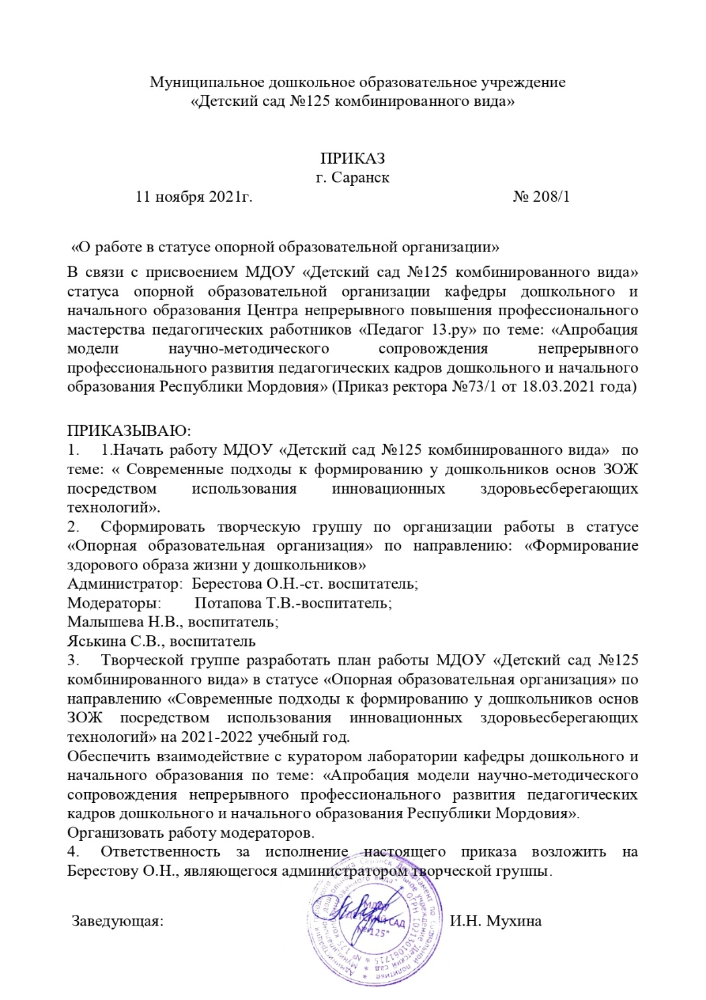 Муниципальное дошкольное образовательное учреждение
«Детский сад №125 комбинированного вида»
ПРИКАЗ
г. Саранск
11 ноября 2021г. № 208/1
«О работе в статусе опорной образовательной организации»
В связи с присвоением МДОУ «Детский сад №125 комбинированного вида»
статуса опорной образовательной организации кафедры дошкольного и
начального образования Центра непрерывного повышения профессионального
мастерства педагогических работников «Педагог 13.ру» по теме: «Апробация
модели научно-методического сопровождения непрерывного
профессионального развития педагогических кадров дошкольного и начального
образования Республики Мордовия» (Приказ ректора №73/1 от 18.03.2021 года)
ПРИКАЗЫВАЮ:
1. 1.Начать работу МДОУ «Детский сад №125 комбинированного вида» по
теме: « Современные подходы к формированию у дошкольников основ ЗОЖ
посредством использования инновационных здоровьесберегающих
технологий».
2. Сформировать творческую группу по организации работы в статусе
«Опорная образовательная организация» по направлению: «Формирование
здорового образа жизни у дошкольников»
Администратор: Берестова О.Н.-ст. воспитатель;
Модераторы: Потапова Т.В.-воспитатель;
Малышева Н.В., воспитатель;
Яськина С.В., воспитатель
3. Творческой группе разработать план работы МДОУ «Детский сад №125
комбинированного вида» в статусе «Опорная образовательная организация» по
направлению «Современные подходы к формированию у дошкольников основ
ЗОЖ посредством использования инновационных здоровьесберегающих
технологий» на 2021-2022 учебный год.
Обеспечить взаимодействие с куратором лаборатории кафедры дошкольного и
начального образования по теме: «Апробация модели научно-методического
сопровождения непрерывного профессионального развития педагогических
кадров дошкольного и начального образования Республики Мордовия».
Организовать работу модераторов.
4. Ответственность за исполнение настоящего приказа возложить на
Берестову О.Н., являющегося администратором творческой группы.
Заведующая: И.Н. Мухина
МДОУ
"ДЕТСКИЙ САД
№ 125"